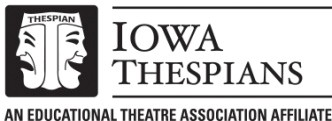 THESPIAN
IOWA
THESPIANS
AN EDUCATIONAL THEATRE ASSOCIATION AFFILIATE